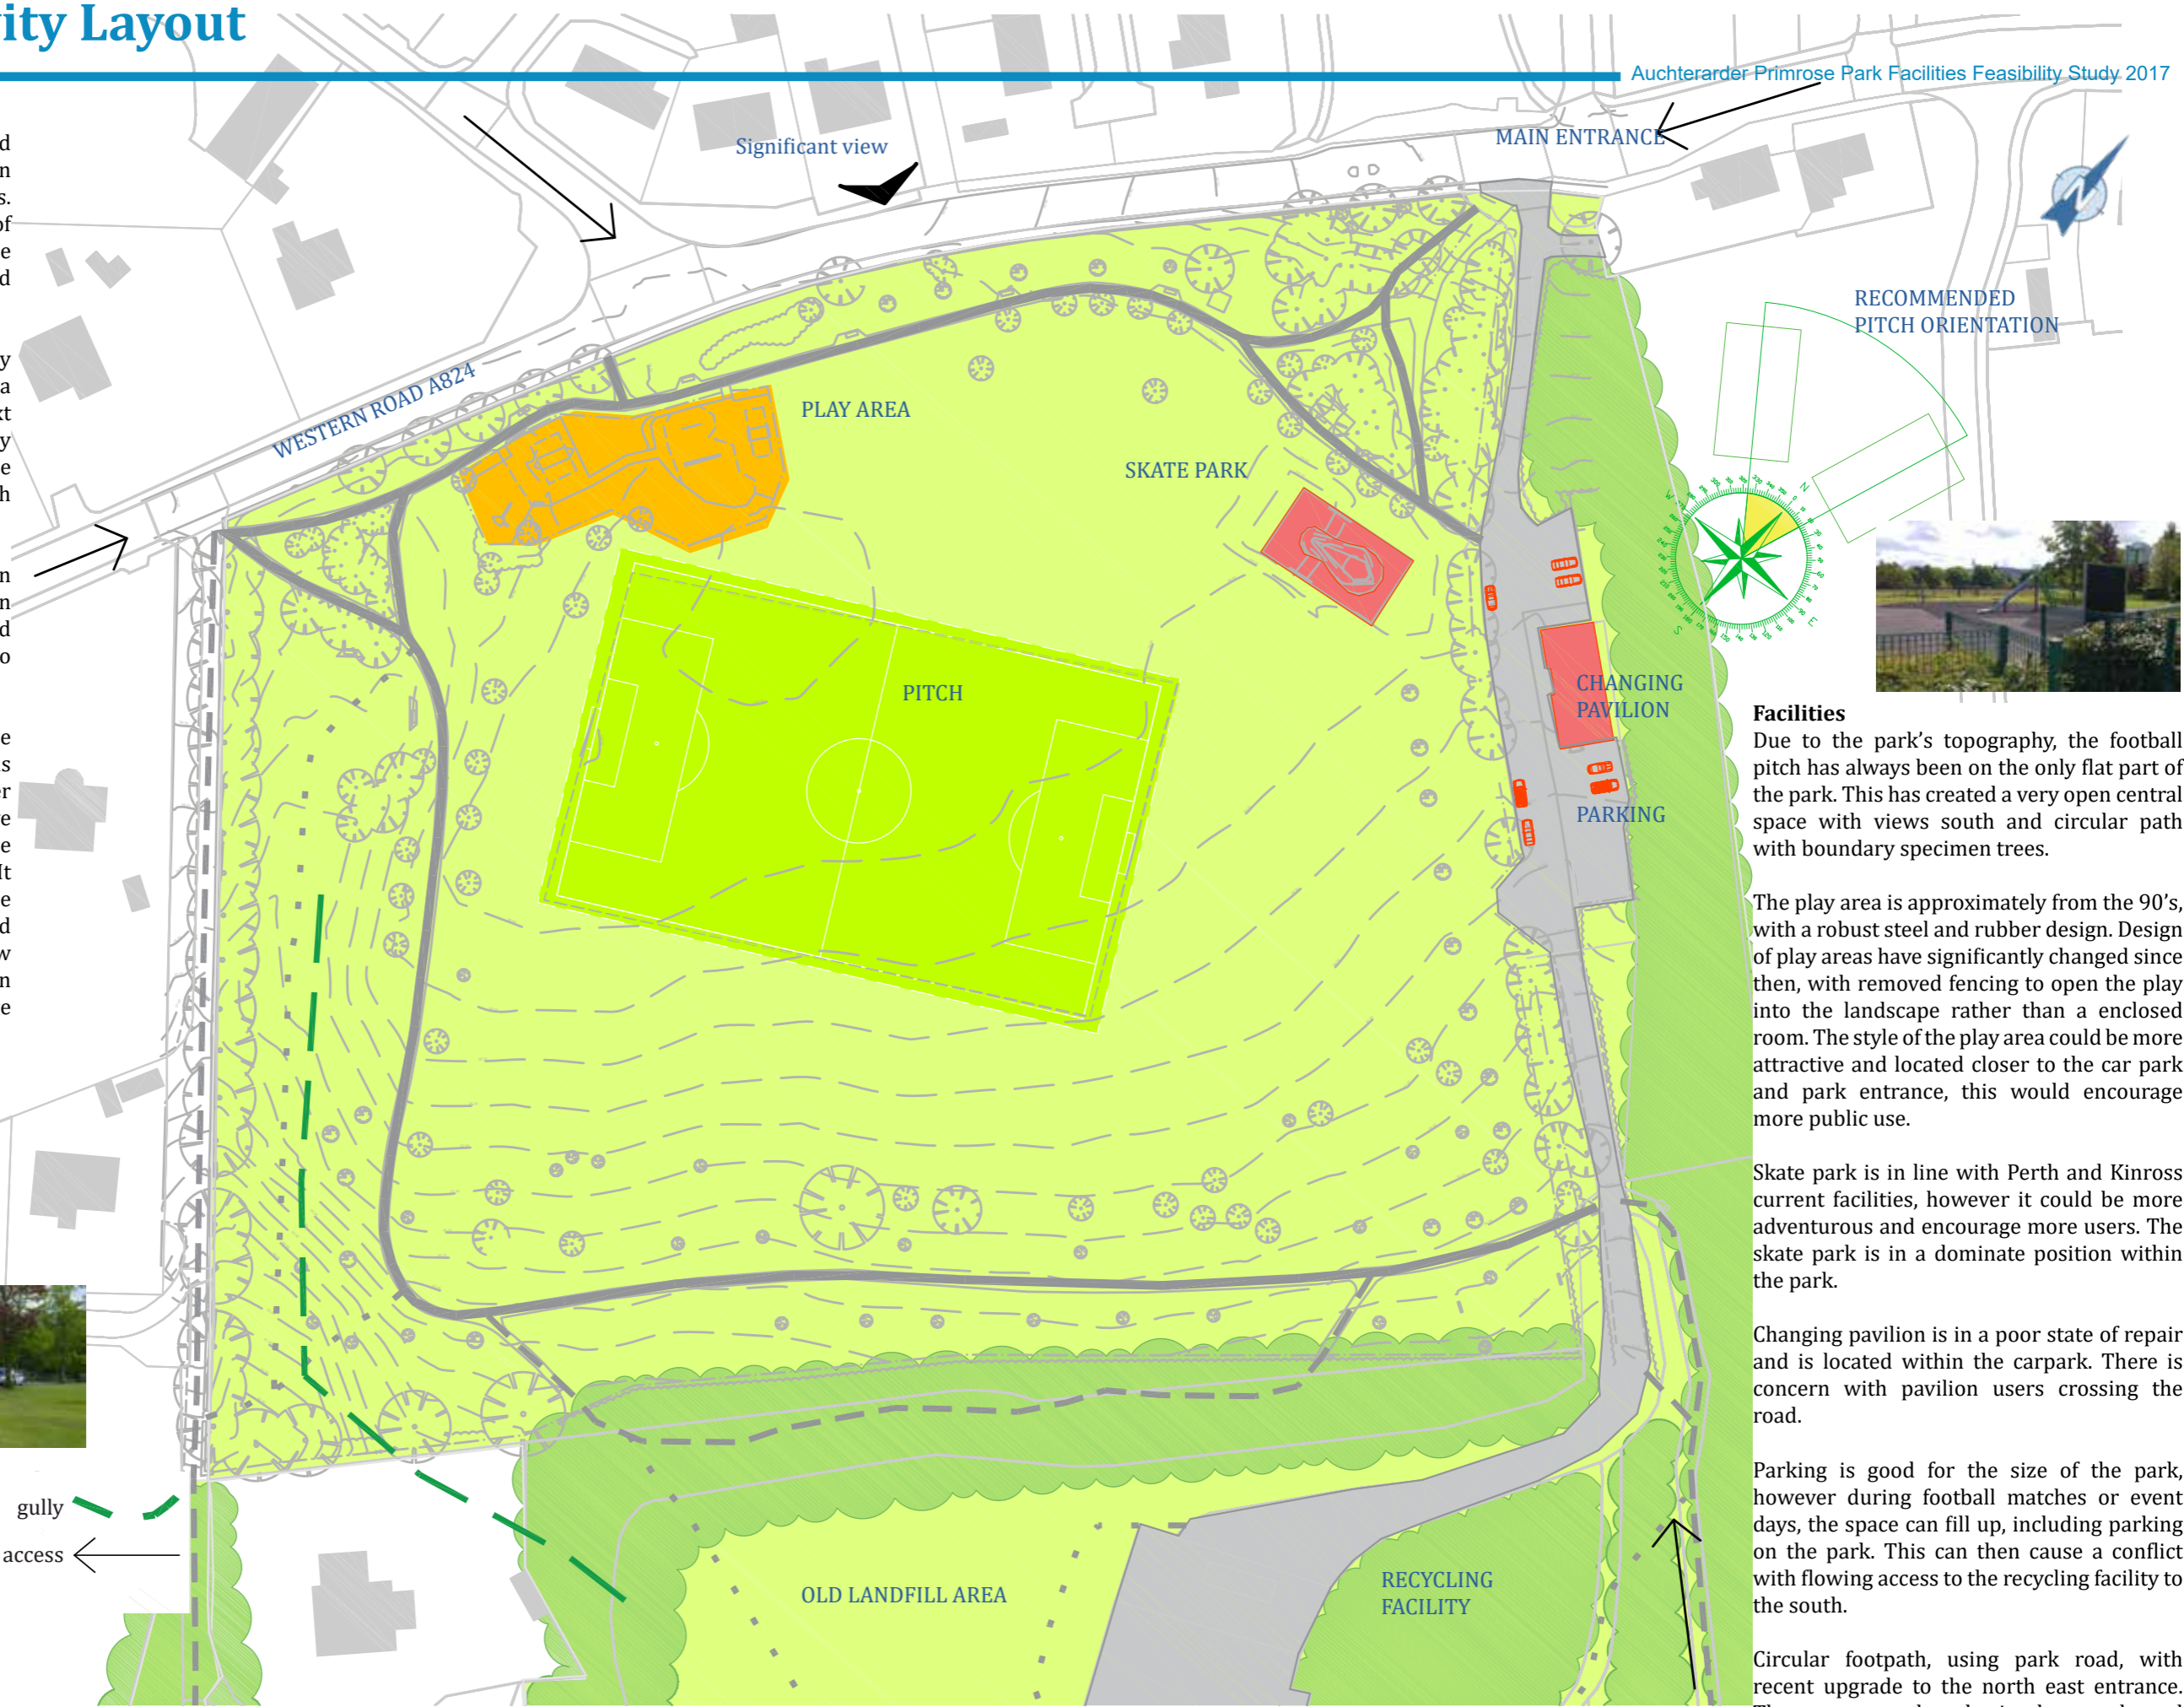 ity Layout
Auchterarder Primrose Park Facilities Feasibility Study 2017
d
n
s.
of
e
d
y
a
xt
y
e
h
n
n
d
o
e
s
er
e
e
It
e
d
w
n
e
Significant view
MAIN ENTRANCE
RECOMMENDED
PITCH ORIENTATION
WESTERN ROAD A824
PLAY AREA
SKATE PARK
PITCH
CHANGING
PAVILION
PARKING
gully
access
OLD LANDFILL AREA
RECYCLING
FACILITY
N
W
E
S
Facilities
Due to the park's topography, the football
pitch has always been on the only flat part of
the park. This has created a very open central
space with views south and circular path
with boundary specimen trees.
The play area is approximately from the 90's,
with a robust steel and rubber design. Design
of play areas have significantly changed since
then, with removed fencing to open the play
into the landscape rather than a enclosed
room. The style of the play area could be more
attractive and located closer to the car park
and park entrance, this would encourage
more public use.
Skate park is in line with Perth and Kinross
current facilities, however it could be more
adventurous and encourage more users. The
skate park is in a dominate position within
the park.
Changing pavilion is in a poor state of repair
and is located within the carpark. There is
concern with pavilion users crossing the
road.
Parking is good for the size of the park,
however during football matches or event
days, the space can fill up, including parking
on the park. This can then cause a conflict
with flowing access to the recycling facility to
the south.
Circular footpath, using park road, with
recent upgrade to the north east entrance.